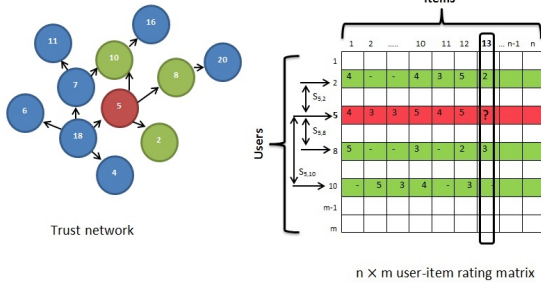 Items
16
11
10
20
8
7
5
6
18
2
4
Trust network
1 2 ..... 10 11 12 13 ... n-1 n
Users
1
2 4 - - 4 3 5 2
S5,2
5 4 3 3 5 4 5 ?
S5,8
8 5 - - 3 - 2 3
S5,10
10 - 5 3 4 - 3 -
m-1
m
n × m user-item rating matrix